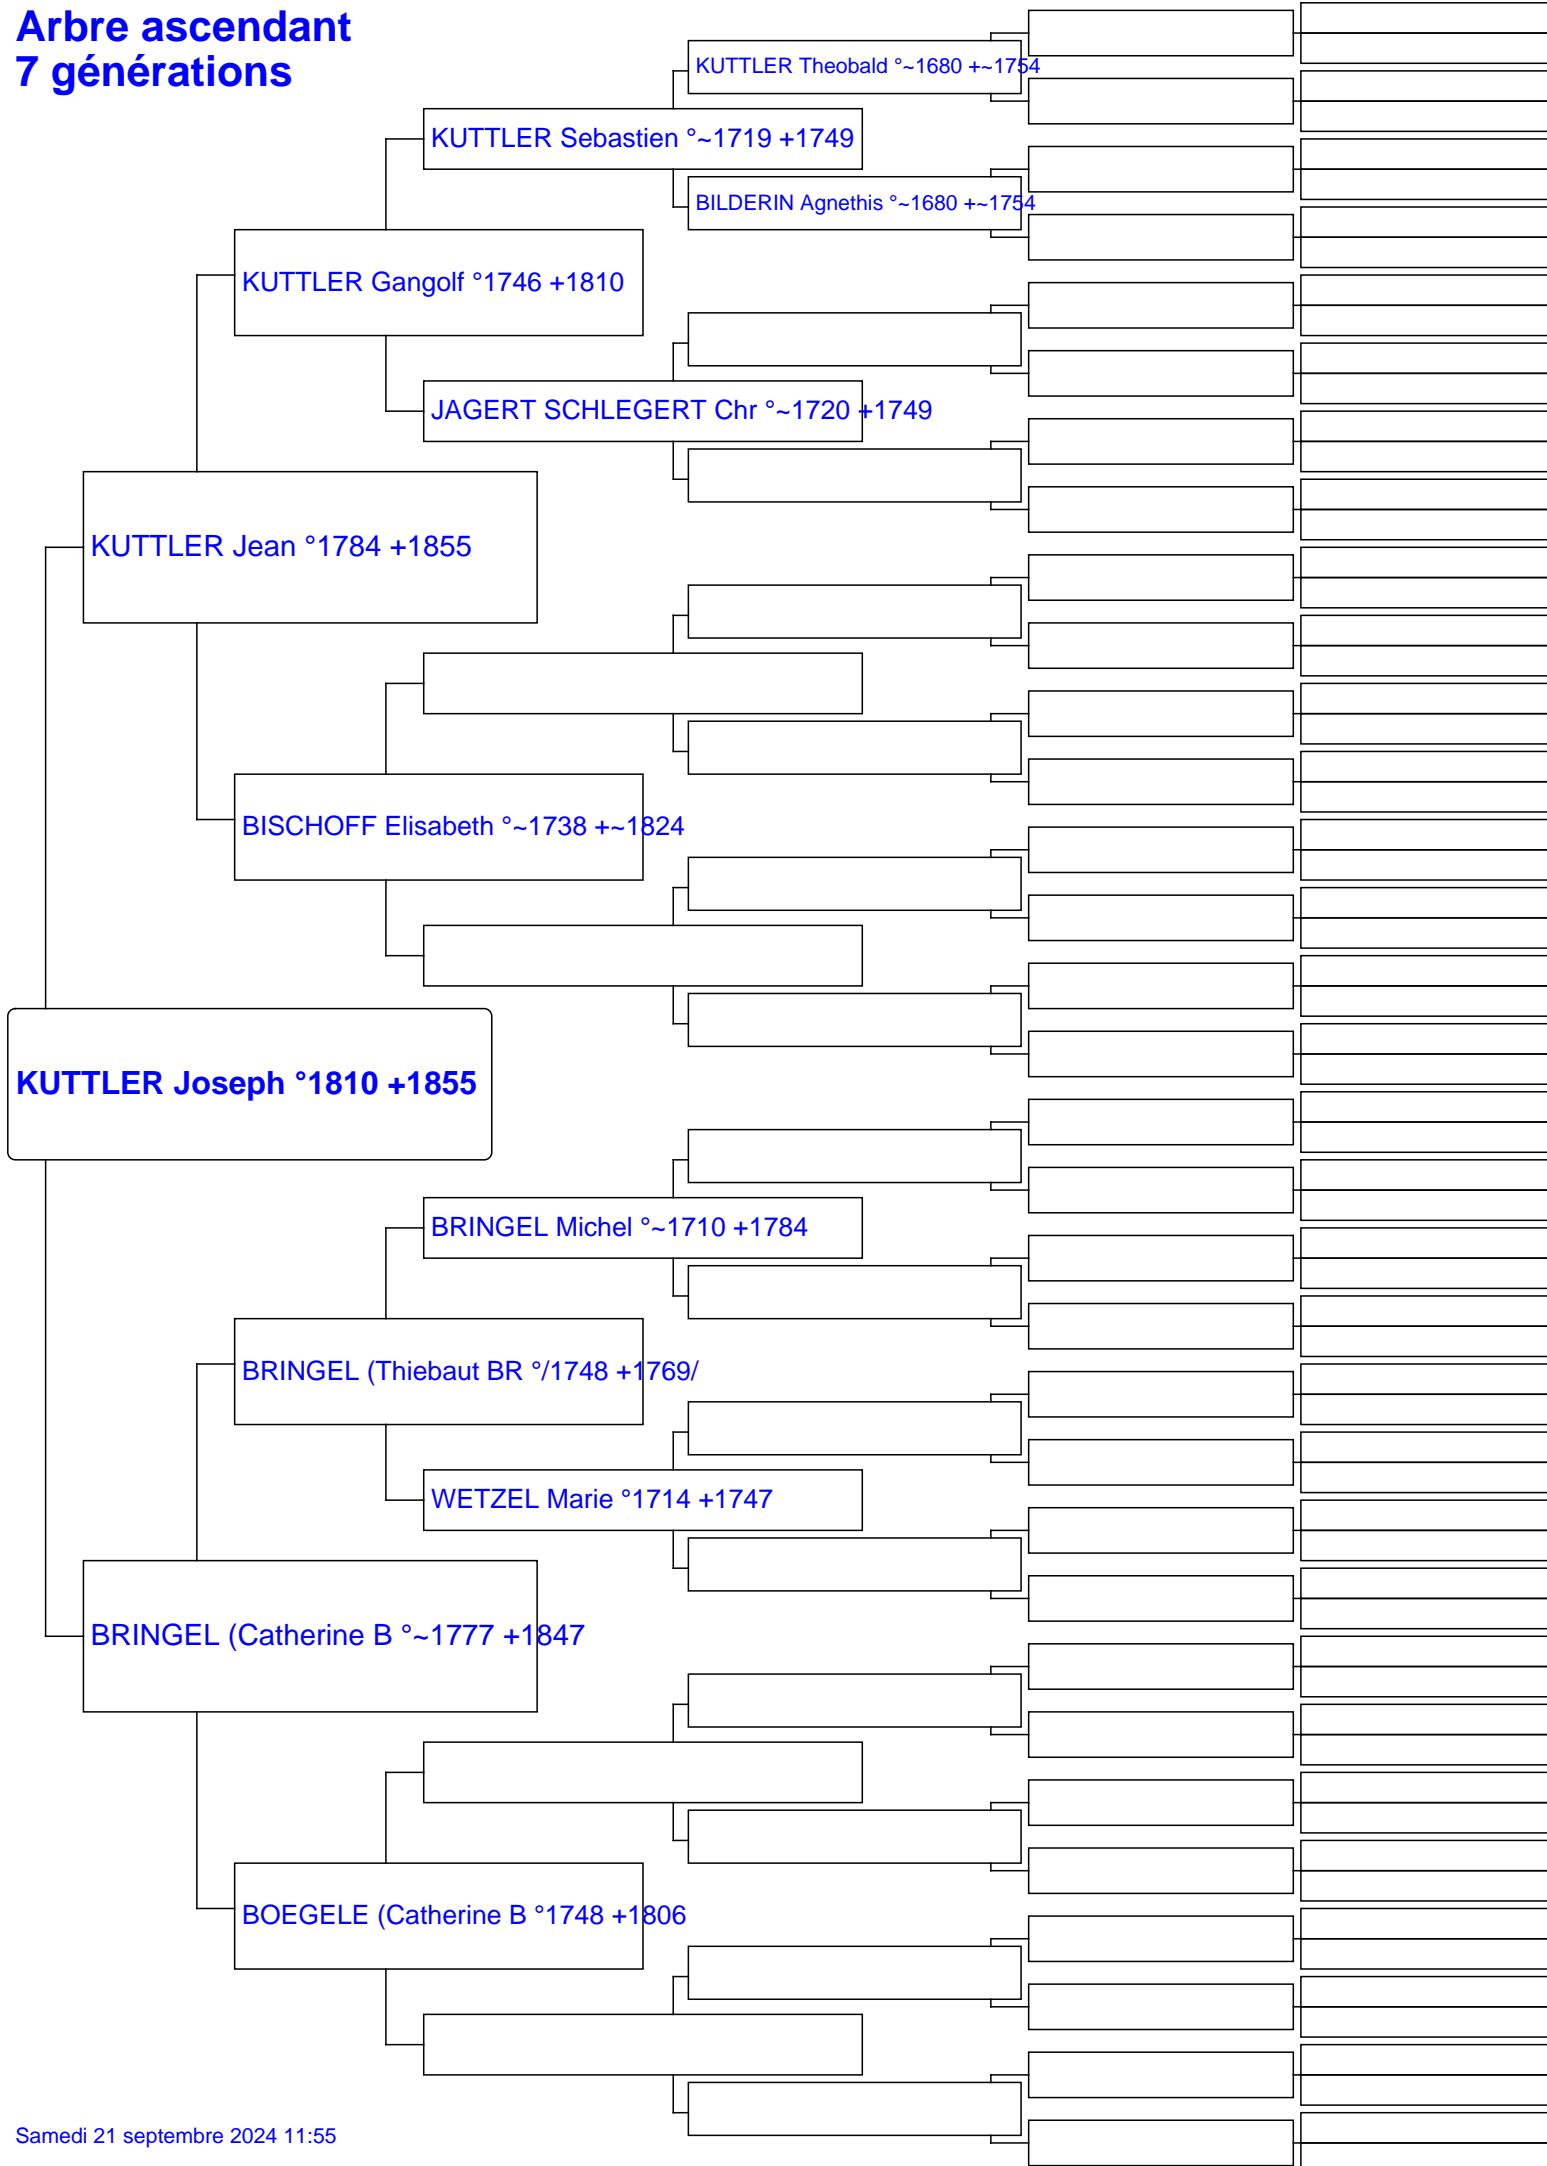 Arbre ascendant
7 générations
KUTTLER Theobald °~1680 +~1754
KUTTLER Sebastien °~1719 +1749
BILDERIN Agnethis °~1680 +~1754
KUTTLER Gangolf °1746 +1810
JAGERT SCHLEGERT Chr °~1720 +1749
KUTTLER Jean °1784 +1855
BISCHOFF Elisabeth °~1738 +~1824
KUTTLER Joseph °1810 +1855
BRINGEL Michel °~1710 +1784
BRINGEL (Thiebaut BR °/1748 +1769/
WETZEL Marie °1714 +1747
BRINGEL (Catherine B °~1777 +1847
BOEGELE (Catherine B °1748 +1806
Samedi 21 septembre 2024 11:55